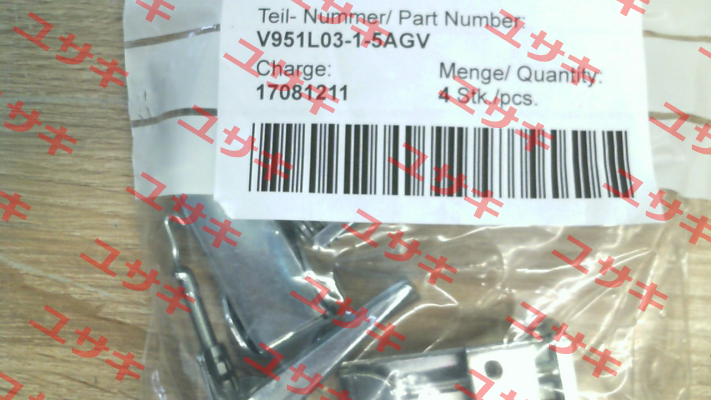 Teil- Nummer/ Part Number:
V951L03-1-5AGV
Charge:
Menge/ Quantity:
17081211
4 Stk./pcs.
ユサキ